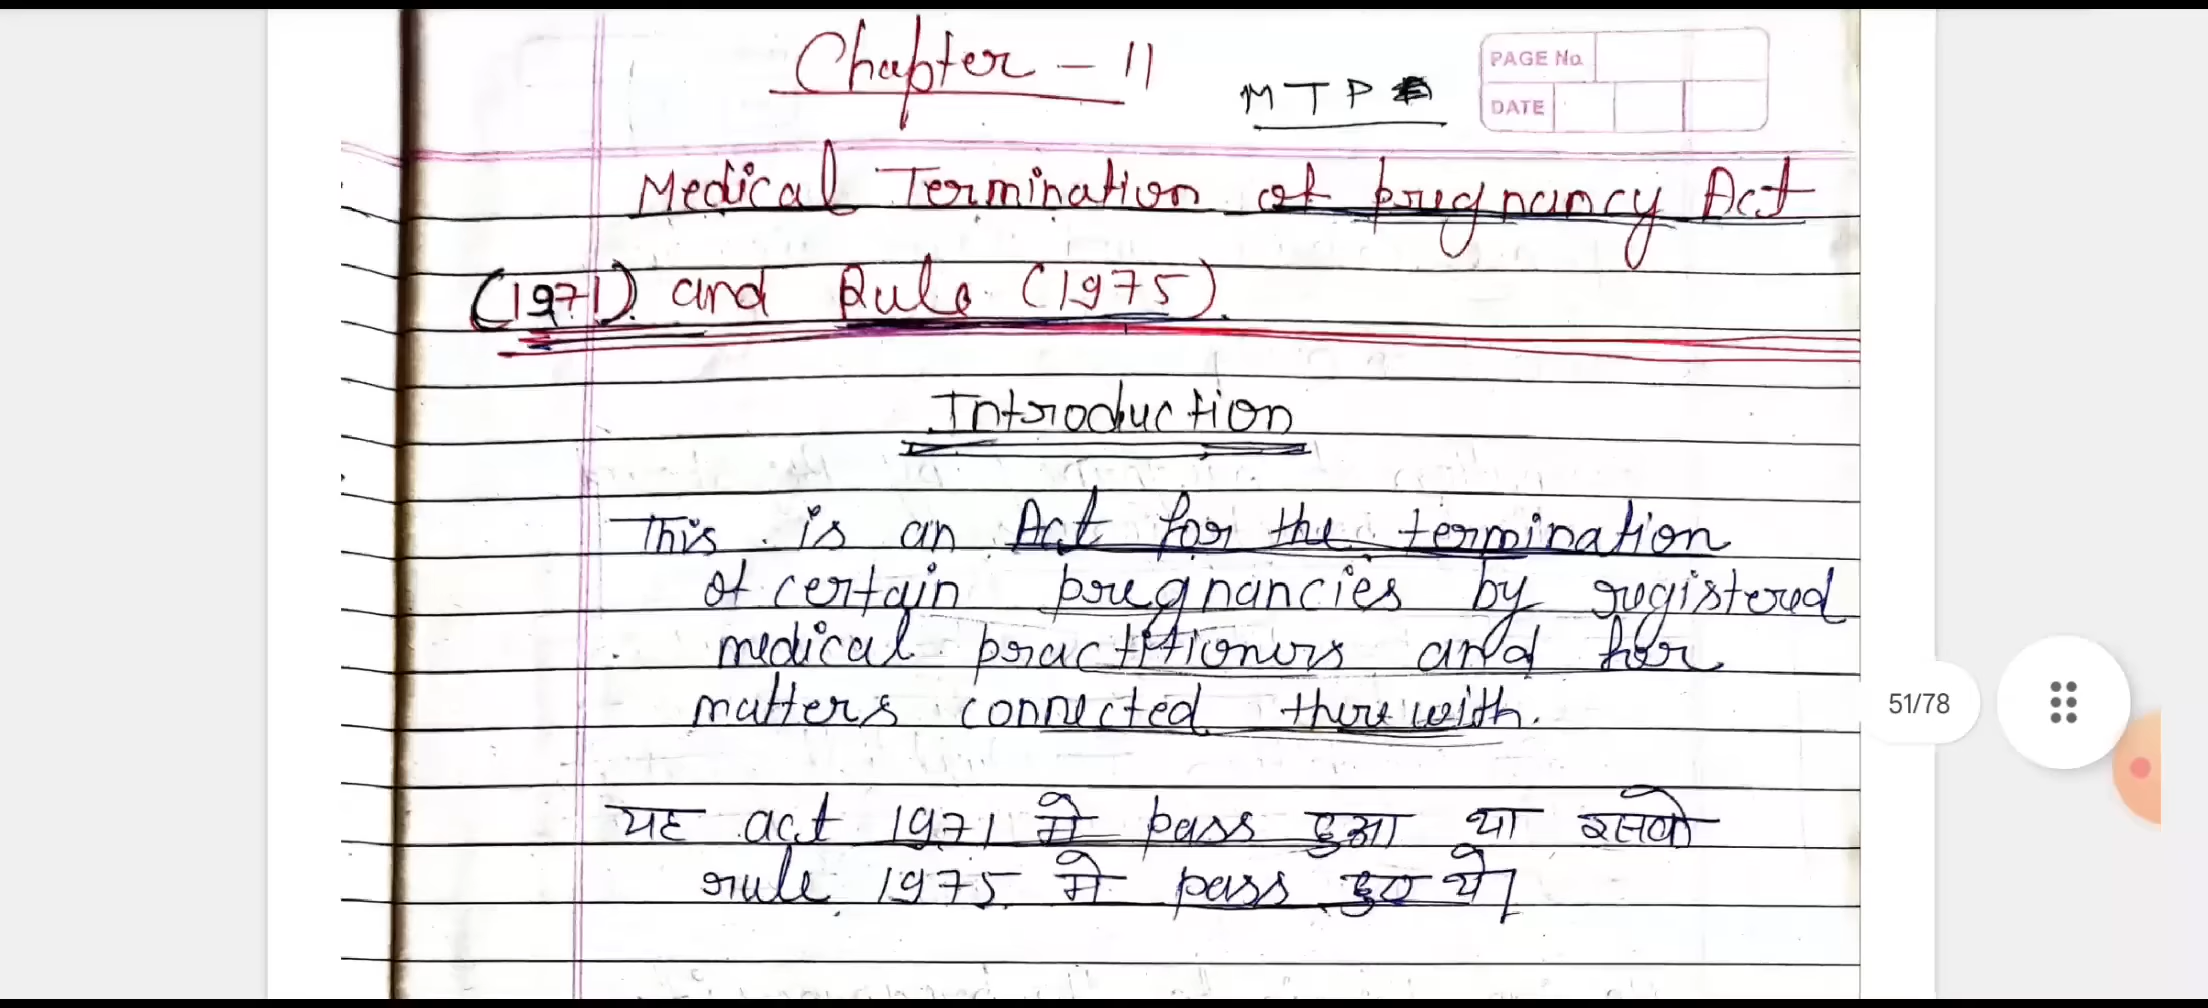 Chapter - 11
MTP
PAGE No.
DATE
Medical Termination of pregnancy Act
(1971) and Rule (1975).
Introduction
This is an Act for the termination
of certain pregnancies by registered
medical practitioners and for
matters connected there with.
यह act 1971 मे pass हुआ था इसके
rule 1975 मे pass हुए थे।
51/78